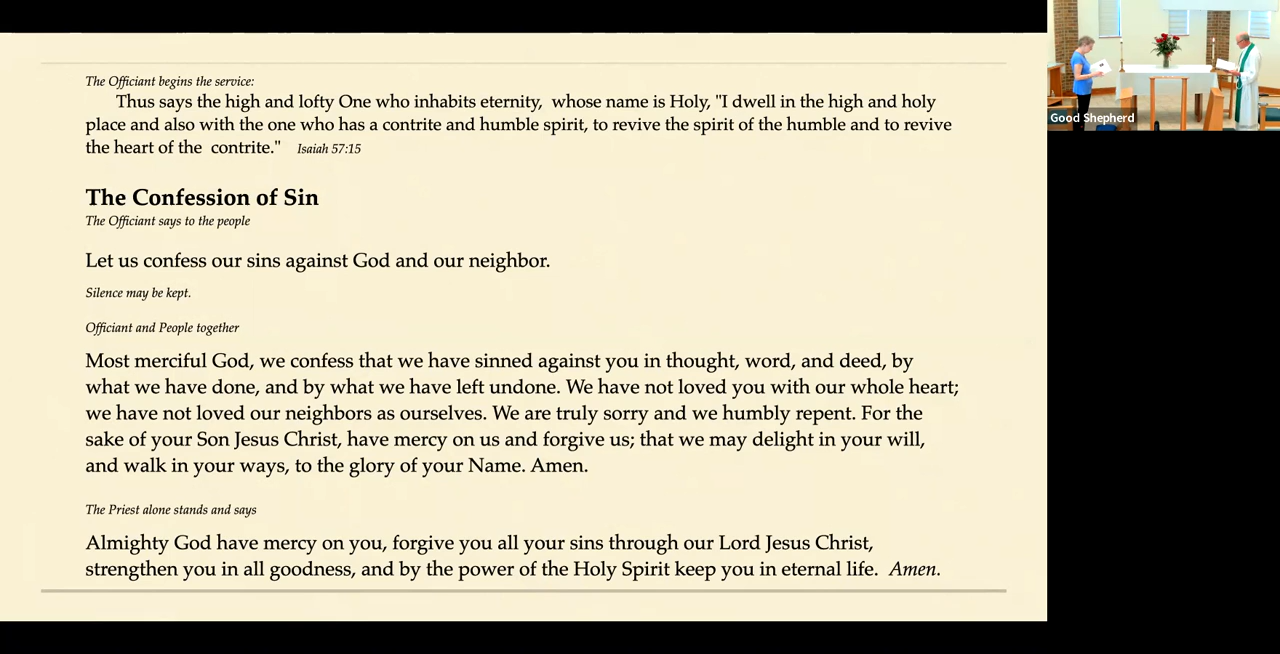 The Officiant begins the service:
Thus says the high and lofty One who inhabits eternity, whose name is Holy, "I dwell in the high and holy
place and also with the one who has a contrite and humble spirit, to revive the spirit of the humble and to revive
the heart of the contrite." Isaiah 57:15
The Confession of Sin
The Officiant says to the people
Let us confess our sins against God and our neighbor.
Silence may be kept.
Officiant and People together
Most merciful God, we confess that we have sinned against you in thought, word, and deed, by
what we have done, and by what we have left undone. We have not loved you with our whole heart;
we have not loved our neighbors as ourselves. We are truly sorry and we humbly repent. For the
sake of your Son Jesus Christ, have mercy on us and forgive us; that we may delight in your will,
and walk in your ways, to the glory of your Name. Amen.
The Priest alone stands and says
Almighty God have mercy on you, forgive you all your sins through our Lord Jesus Christ,
strengthen you in all goodness, and by the power of the Holy Spirit keep you in eternal life. Amen.
Good Shepherd